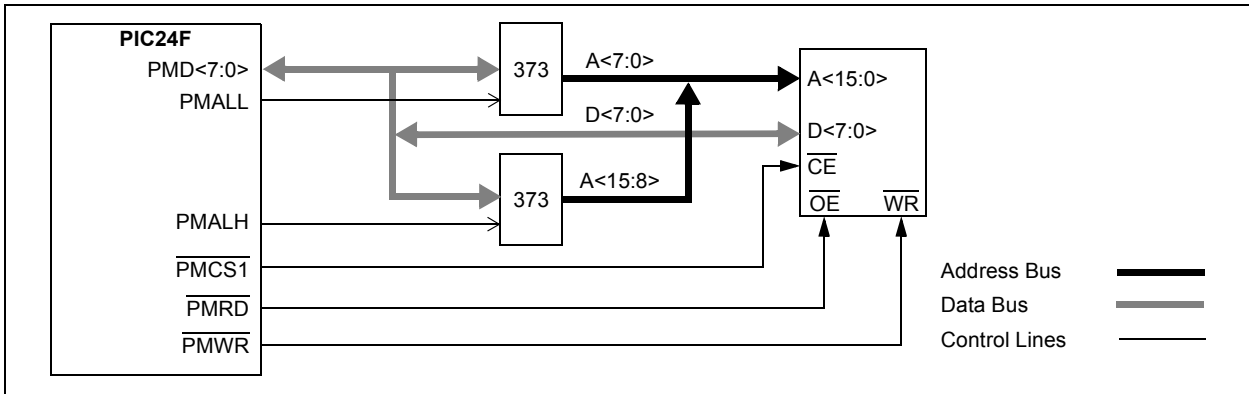 PIC24F
PMD<7:0>
PMALL
PMALH
PMCS1
PMRD
PMWR
373
A<7:0>
D<7:0>
373
A<15:8>
A<15:0>
D<7:0>
CE
OE WR
Address Bus
Data Bus
Control Lines